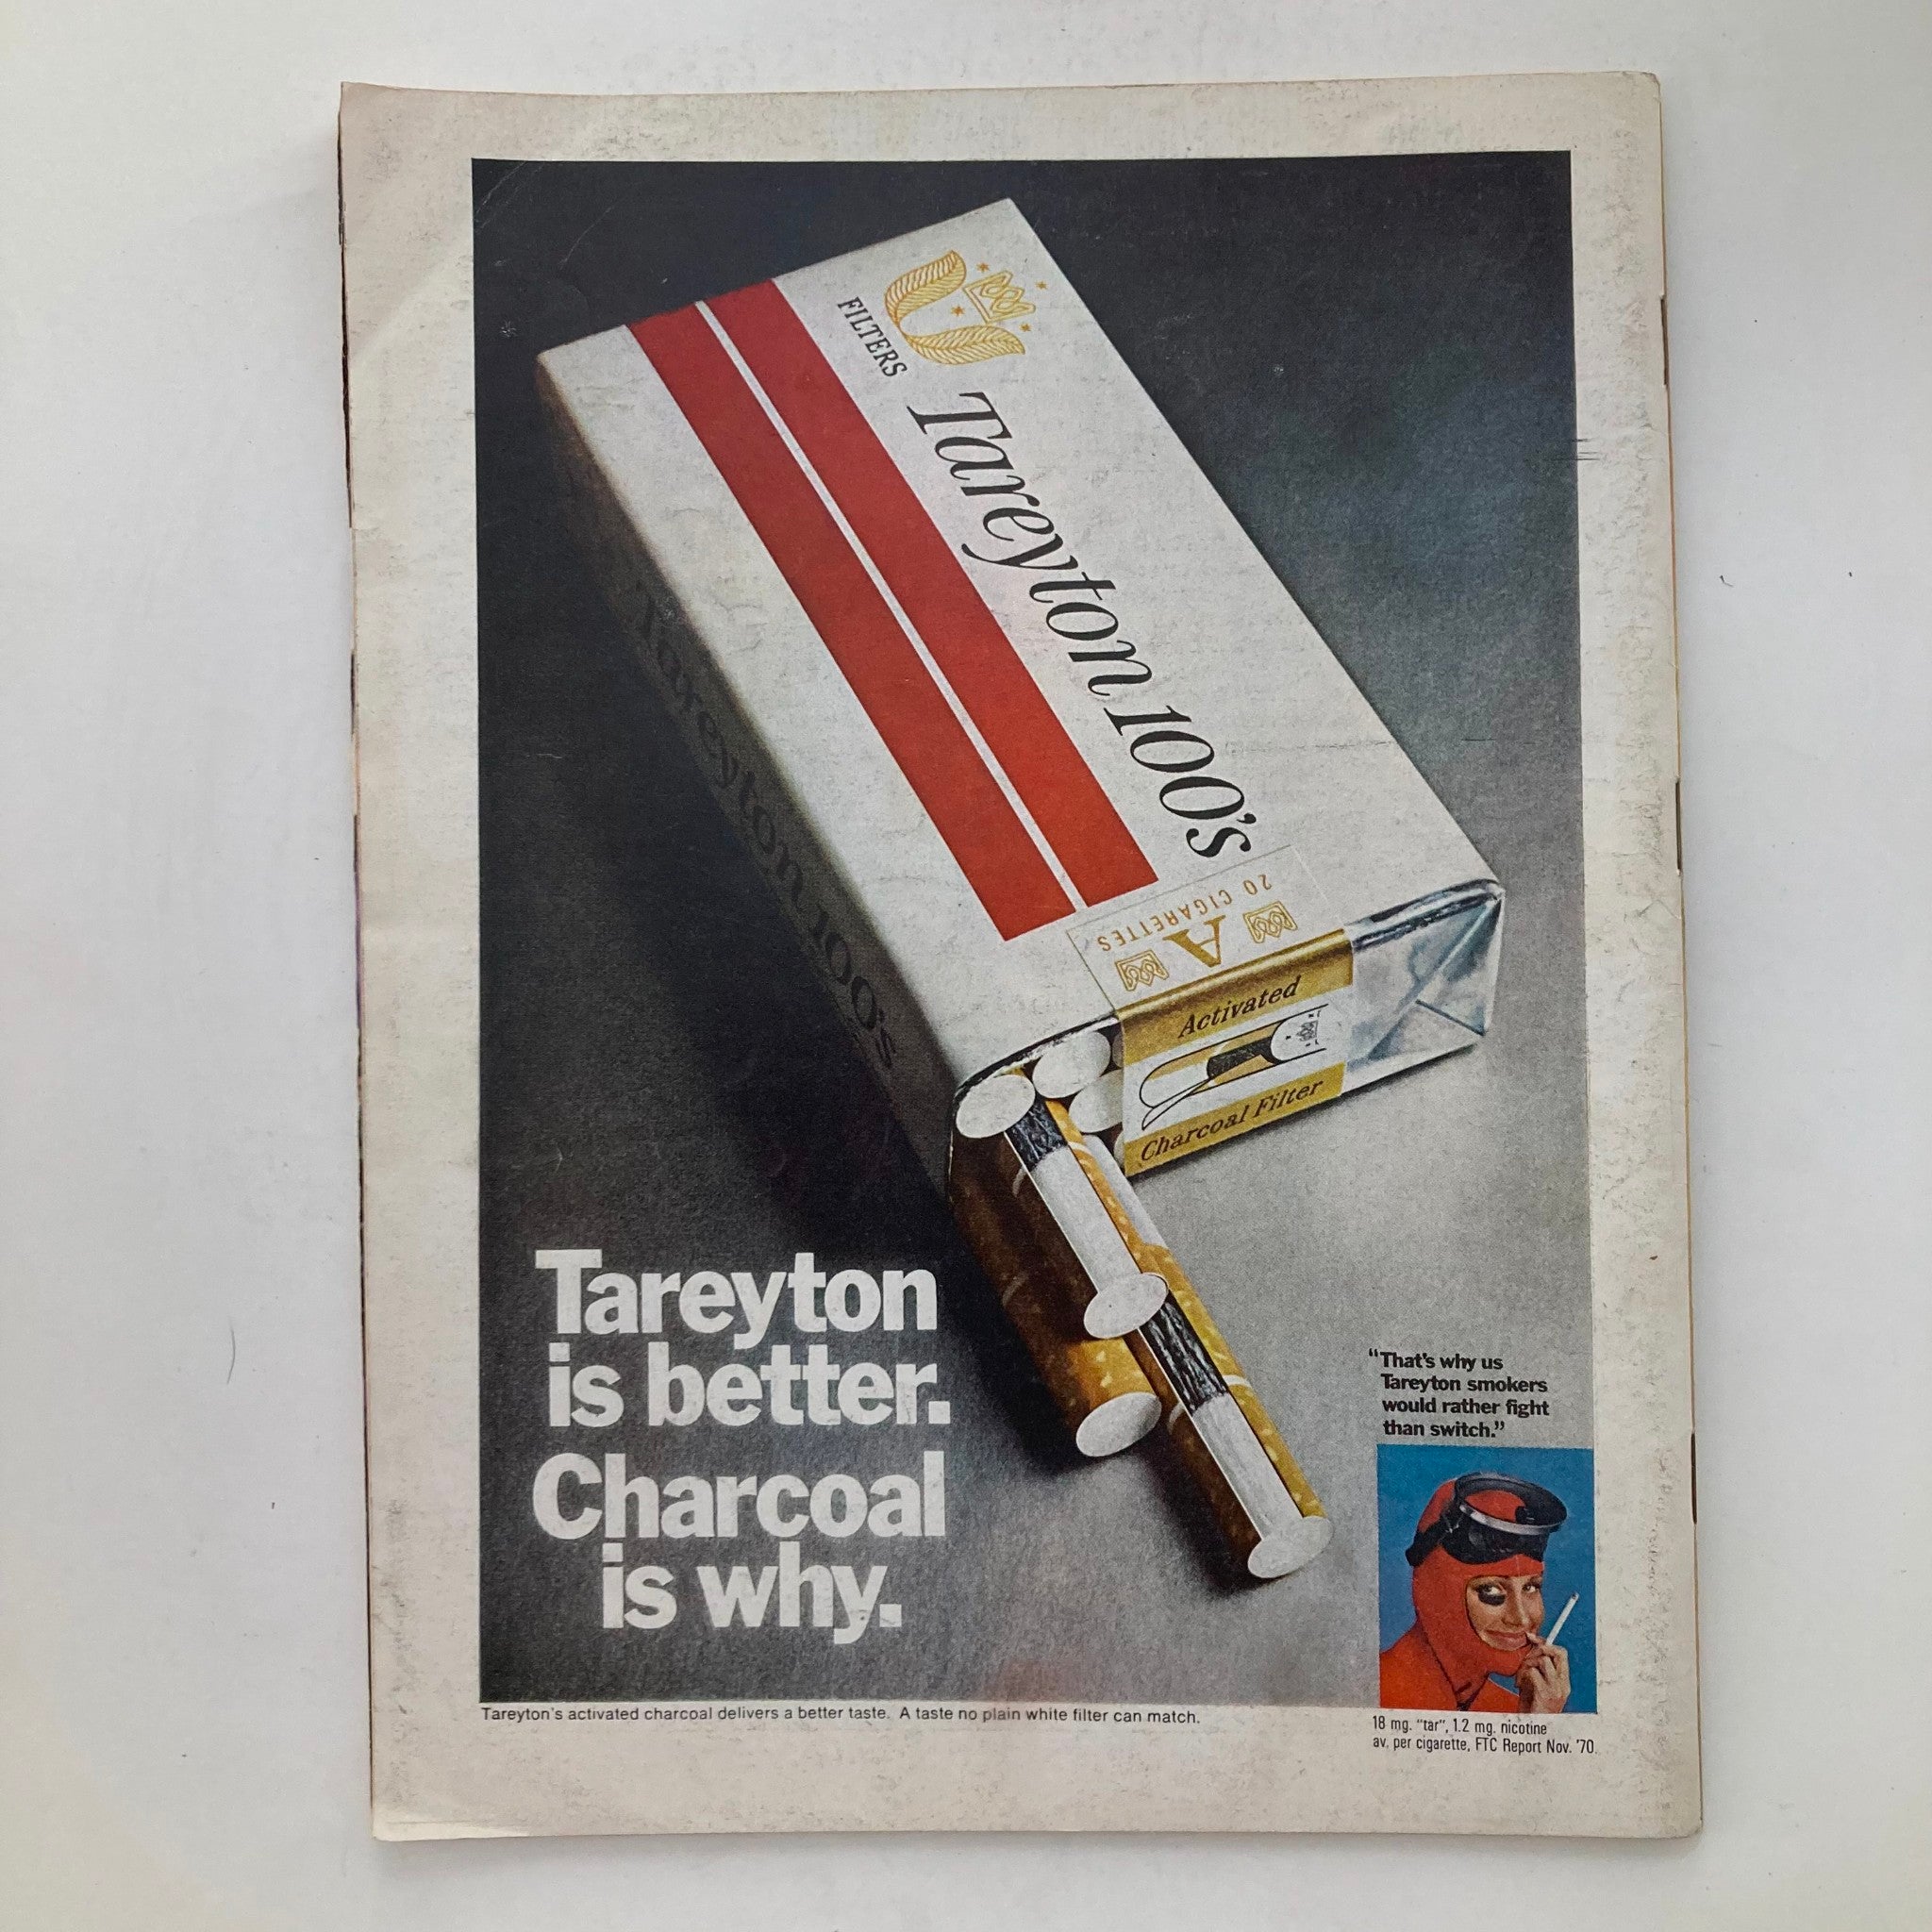 FILTERS
Tareyton 100's
Tareyton 100's
20 CIGARETTES
A
Activated
Charcoal Filter
Tareyton
is better.
Charcoal
is why.
“That's why us
Tareyton smokers
would rather fight
than switch.”
Tareyton's activated charcoal delivers a better taste. A taste no plain white filter can match.
18 mg. "tar", 1.2 mg. nicotine
av. per cigarette, FTC Report Nov. '70.